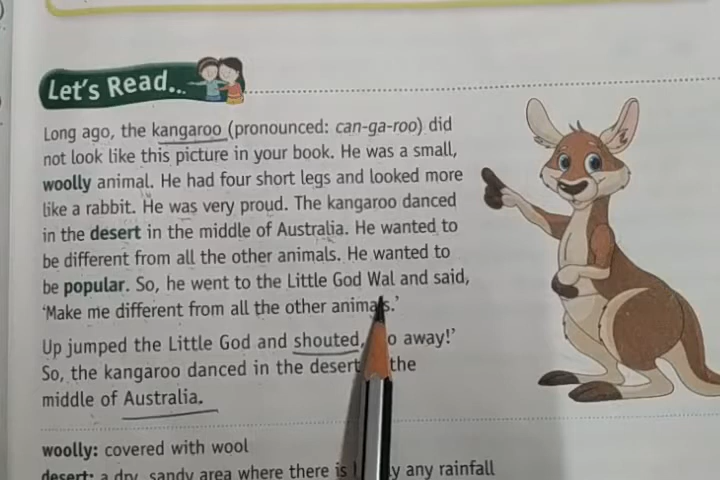 Let's Read...
Long ago, the kangaroo (pronounced: can-ga-roo) did
not look like this picture in your book. He was a small,
woolly animal. He had four short legs and looked more
like a rabbit. He was very proud. The kangaroo danced
in the desert in the middle of Australia. He wanted to
be different from all the other animals. He wanted to
be popular. So, he went to the Little God Wal and said,
‘Make me different from all the other animals.’
Up jumped the Little God and shouted, away!’
So, the kangaroo danced in the desert the
middle of Australia.
woolly: covered with wool
desert: a dry, sandy area where there is any rainfall